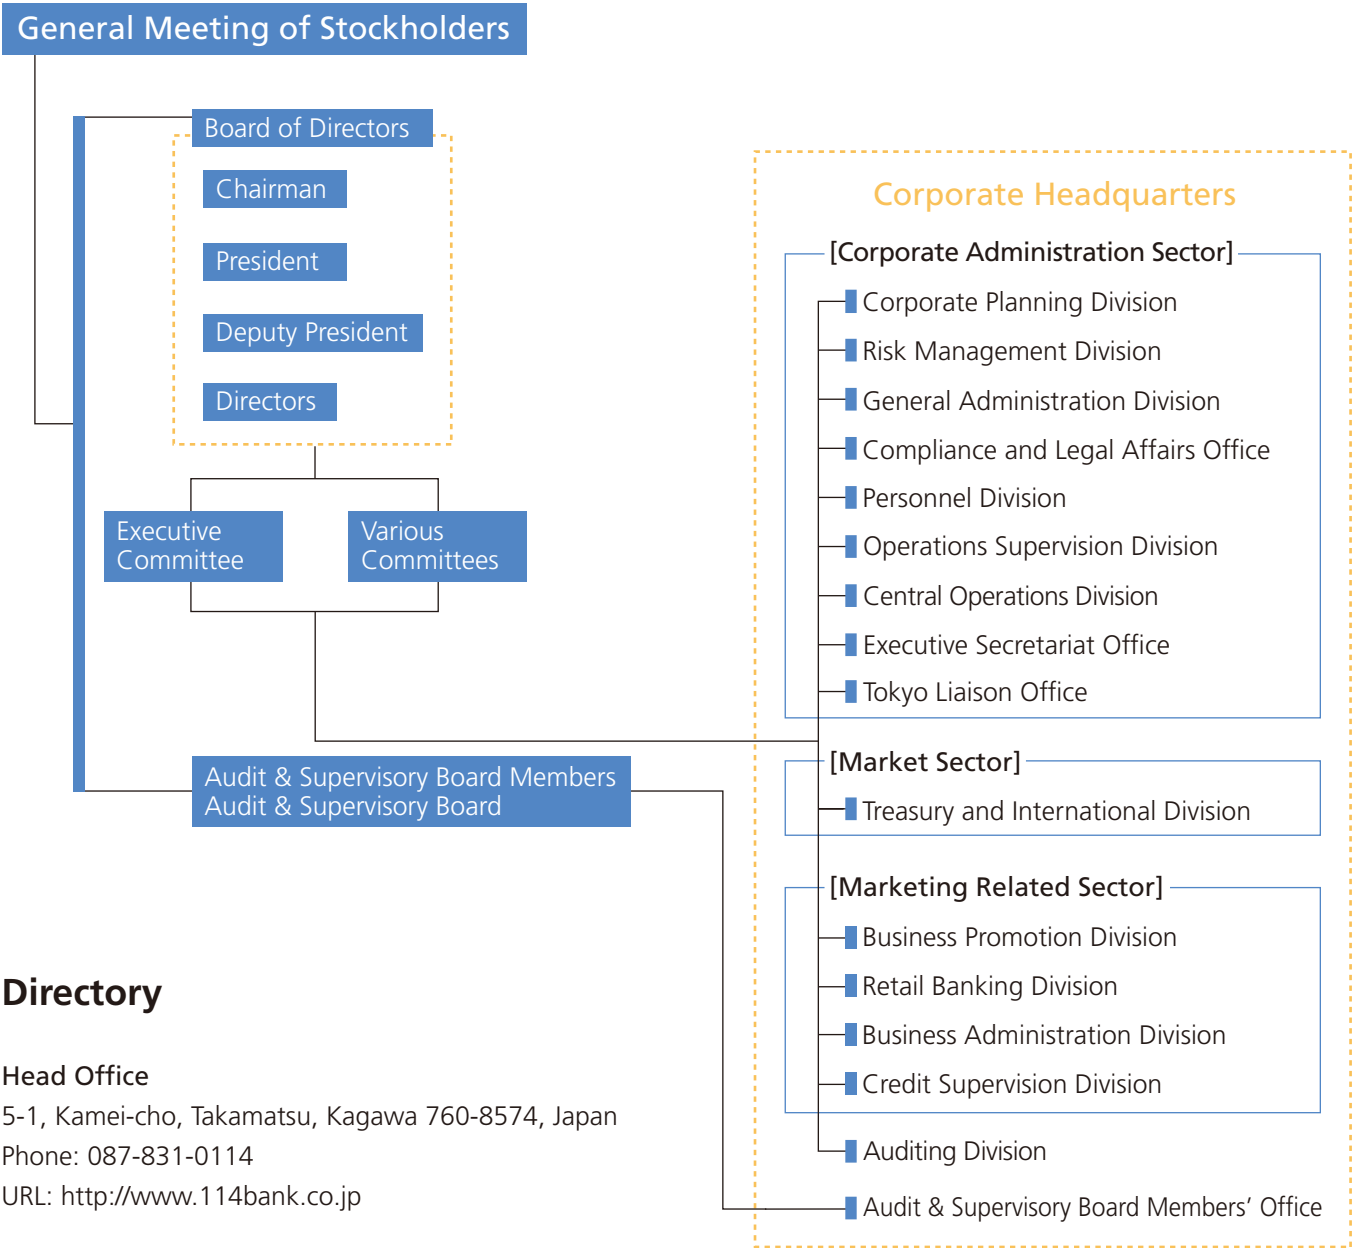 General Meeting of Stockholders
Board of Directors
Chairman
President
Deputy President
Directors
Executive
Committee
Various
Committees
Audit & Supervisory Board Members
Audit & Supervisory Board
Corporate Headquarters
[Corporate Administration Sector]
Corporate Planning Division
Risk Management Division
General Administration Division
Compliance and Legal Affairs Office
Personnel Division
Operations Supervision Division
Central Operations Division
Executive Secretariat Office
Tokyo Liaison Office
[Market Sector]
Treasury and International Division
[Marketing Related Sector]
Business Promotion Division
Retail Banking Division
Business Administration Division
Credit Supervision Division
Auditing Division
Audit & Supervisory Board Members’ Office
Directory
Head Office
5-1, Kamei-cho, Takamatsu, Kagawa 760-8574, Japan
Phone: 087-831-0114
URL: http://www.114bank.co.jp